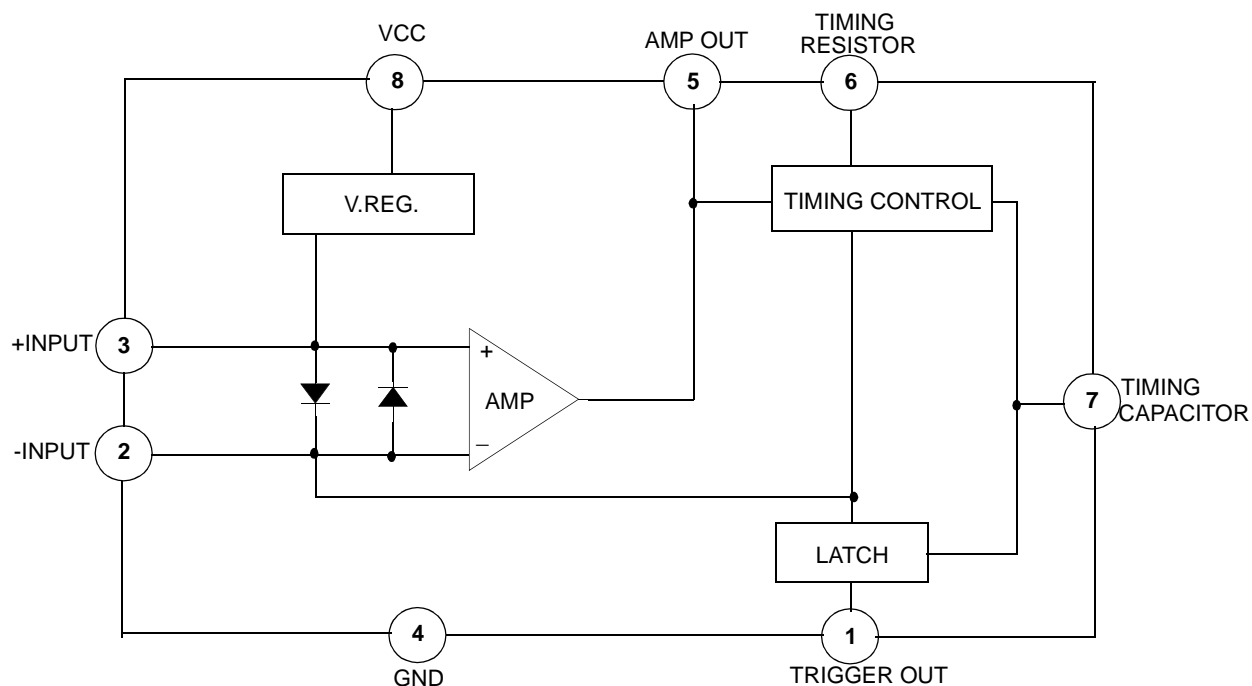 VCC
8
AMP OUT
5
TIMING
RESISTOR
6
V.REG.
TIMING CONTROL
+INPUT
3
+
AMP
−
-INPUT
2
7
TIMING
CAPACITOR
LATCH
4
GND
1
TRIGGER OUT